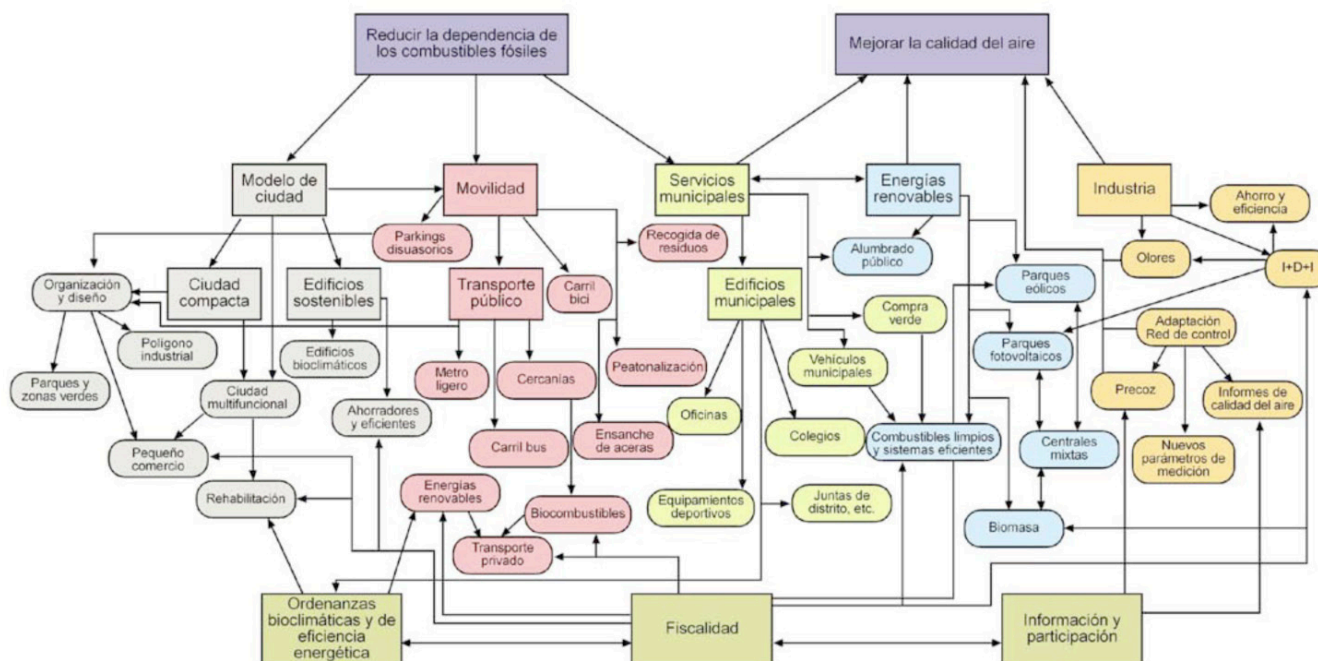 Reducir la dependencia de
los combustibles fósiles
Mejorar la calidad del aire
Modelo de
ciudad
Movilidad
Servicios
municipales
Energías
renovables
Industria
Ahorro y
eficiencia
Parkings
disuasorios
Recogida de
residuos
Alumbrado
público
Olores
I+D+I
Organización
y diseño
Ciudad
compacta
Edificios
sostenibles
Transporte
público
Carril
bici
Edificios
municipales
Parques
eólicos
Compra
verde
Adaptación
Red de control
Polígono
industrial
Edificios
bioclimáticos
Parques
fotovoltaicos
Parques y
zonas verdes
Ciudad
multifuncional
Metro
ligero
Cercanías
Peatonalización
Vehículos
municipales
Precoz
Informes de
calidad del aire
Ahorradores
y eficientes
Oficinas
Pequeño
comercio
Carril bus
Ensanche
de aceras
Colegios
Combustibles limpios
y sistemas eficientes
Centrales
mixtas
Nuevos
parámetros de
medición
Rehabilitación
Energías
renovables
Biocombustibles
Equipamientos
deportivos
Juntas de
distrito, etc.
Biomasa
Transporte
privado
Ordenanzas
bioclimáticas y de
eficiencia
energética
Fiscalidad
Información y
participación